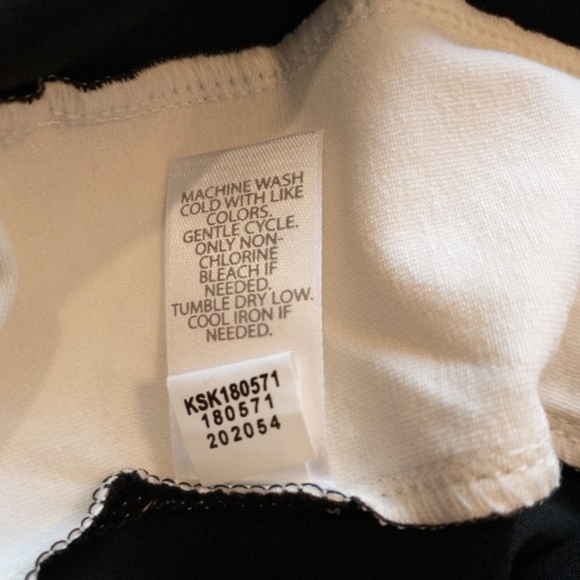 MACHINE WASH
COLD WITH LIKE
COLORS.
GENTLE CYCLE.
ONLY NON-
CHLORINE
BLEACH IF
NEEDED.
TUMBLE DRY LOW.
COOL IRON IF
NEEDED.
KSK180571
180571
202054